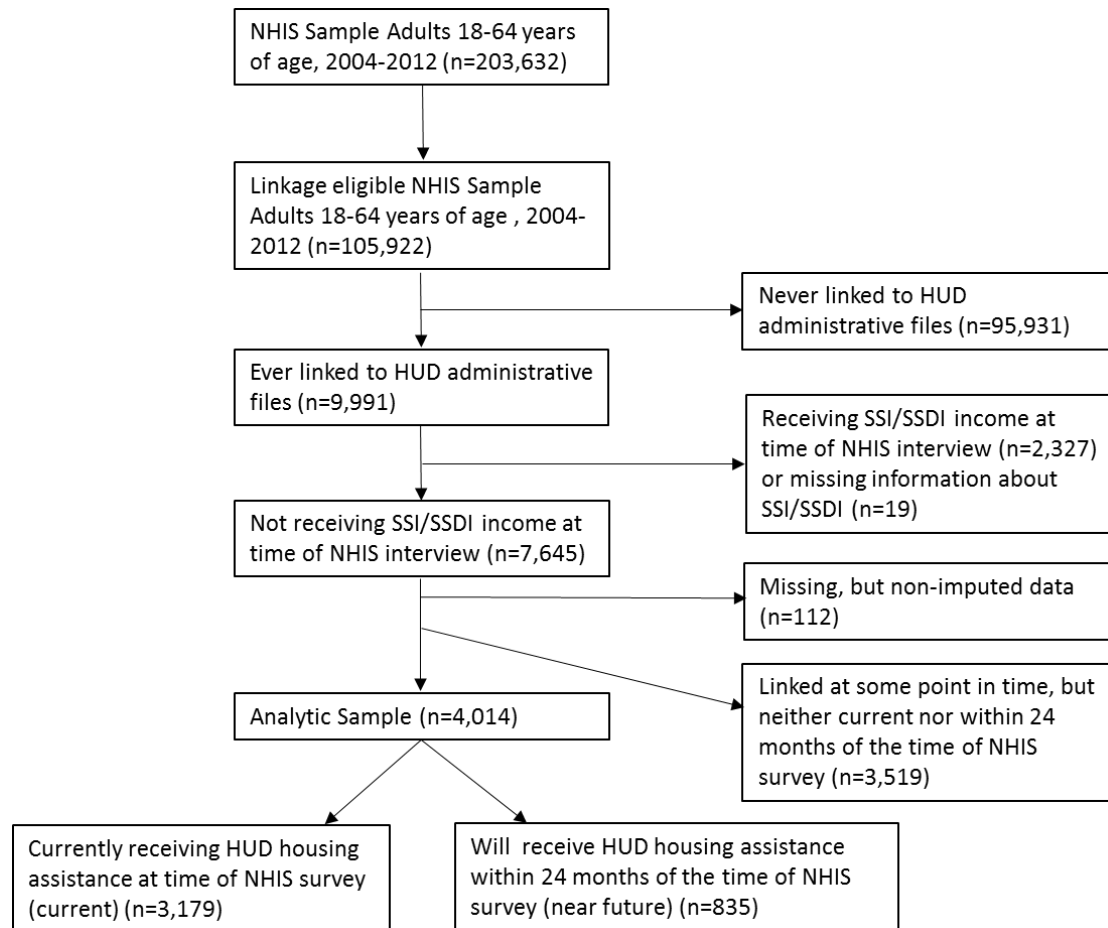 NHIS Sample Adults 18-64 years
of age, 2004-2012 (n=203,632)
Linkage eligible NHIS Sample
Adults 18-64 years of age , 2004-
2012 (n=105,922)
Never linked to HUD
administrative files (n=95,931)
Ever linked to HUD administrative
files (n=9,991)
Receiving SSI/SSDI income at
time of NHIS interview (n=2,327)
or missing information about
SSI/SSDI (n=19)
Not receiving SSI/SSDI income at
time of NHIS interview (n=7,645)
Missing, but non-imputed data
(n=112)
Linked at some point in time, but
neither current nor within 24
months of the time of NHIS
survey (n=3,519)
Analytic Sample (n=4,014)
Currently receiving HUD housing
assistance at time of NHIS survey
(current) (n=3,179)
Will  receive HUD housing assistance
within 24 months of the time of NHIS
survey (near future) (n=835)